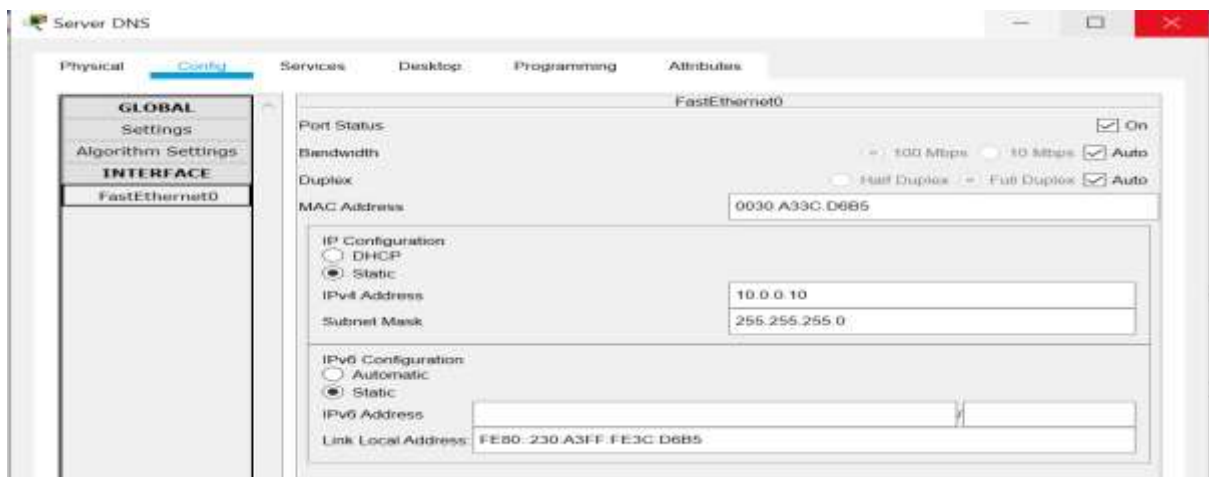 Server DNS
Physical Config Services Desktop Programming Attributes
GLOBAL
Settings
Algorithm Settings
INTERFACE
FastEthernet0
FastEthernet0
Port Status On
Bandwidth 100 Mbps 10 Mbps Auto
Duplex Half Duplex Full Duplex Auto
MAC Address 0030.A33C.D6B5
IP Configuration
DHCP
Static
IPv4 Address 10.0.0.10
Subnet Mask 255.255.255.0
IPv6 Configuration
Automatic
Static
IPv6 Address /
Link Local Address: FE80::230:A3FF:FE3C:D6B5